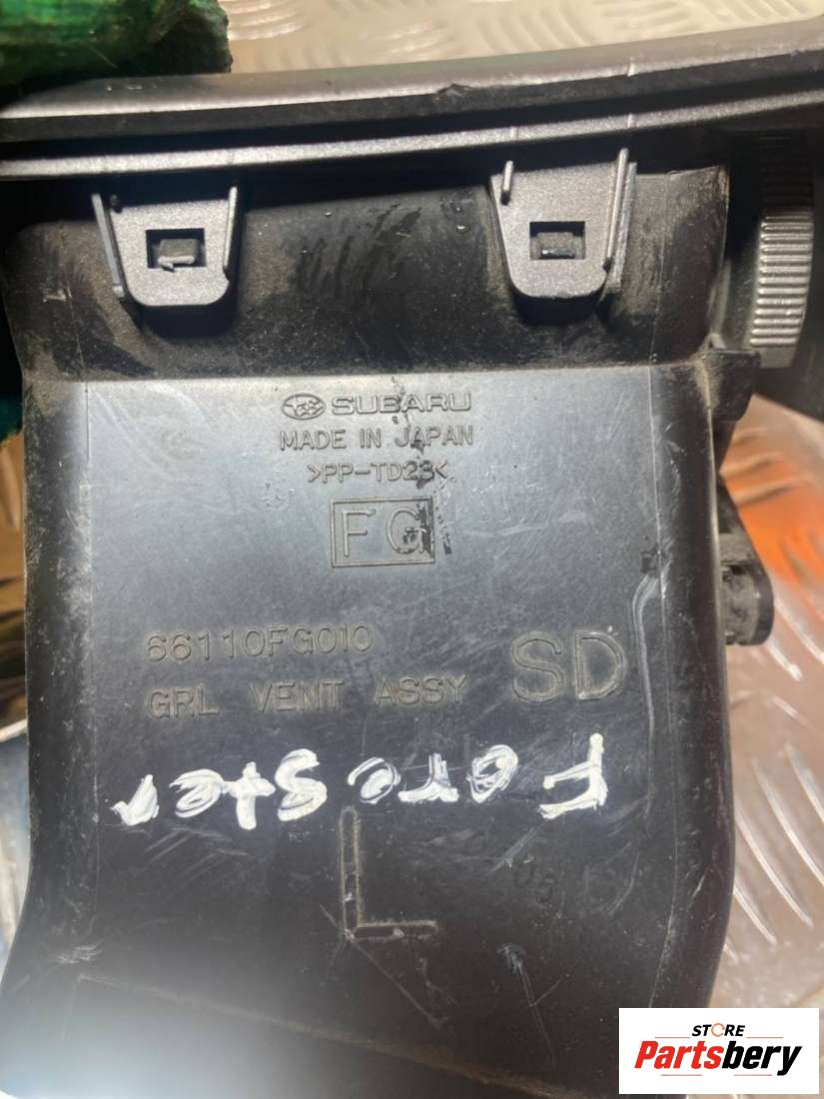 SUBARU
MADE IN JAPAN
>PP-TD23<
FG
66110FG010
GRL VENT ASSY
SD
Forester
L
STORE
Partsbery